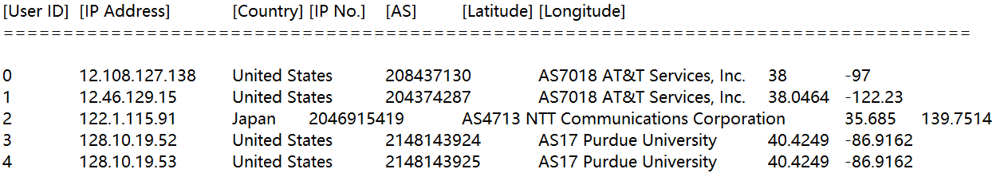 [User ID] [IP Address] [Country] [IP No.] [AS] [Latitude] [Longitude]
=================================================================================
0 12.108.127.138 United States 208437130 AS7018 AT&T Services, Inc. 38 -97
1 12.46.129.15 United States 204374287 AS7018 AT&T Services, Inc. 38.0464 -122.23
2 122.1.115.91 Japan 2046915419 AS4713 NTT Communications Corporation 35.685 139.7514
3 128.10.19.52 United States 2148143924 AS17 Purdue University 40.4249 -86.9162
4 128.10.19.53 United States 2148143925 AS17 Purdue University 40.4249 -86.9162